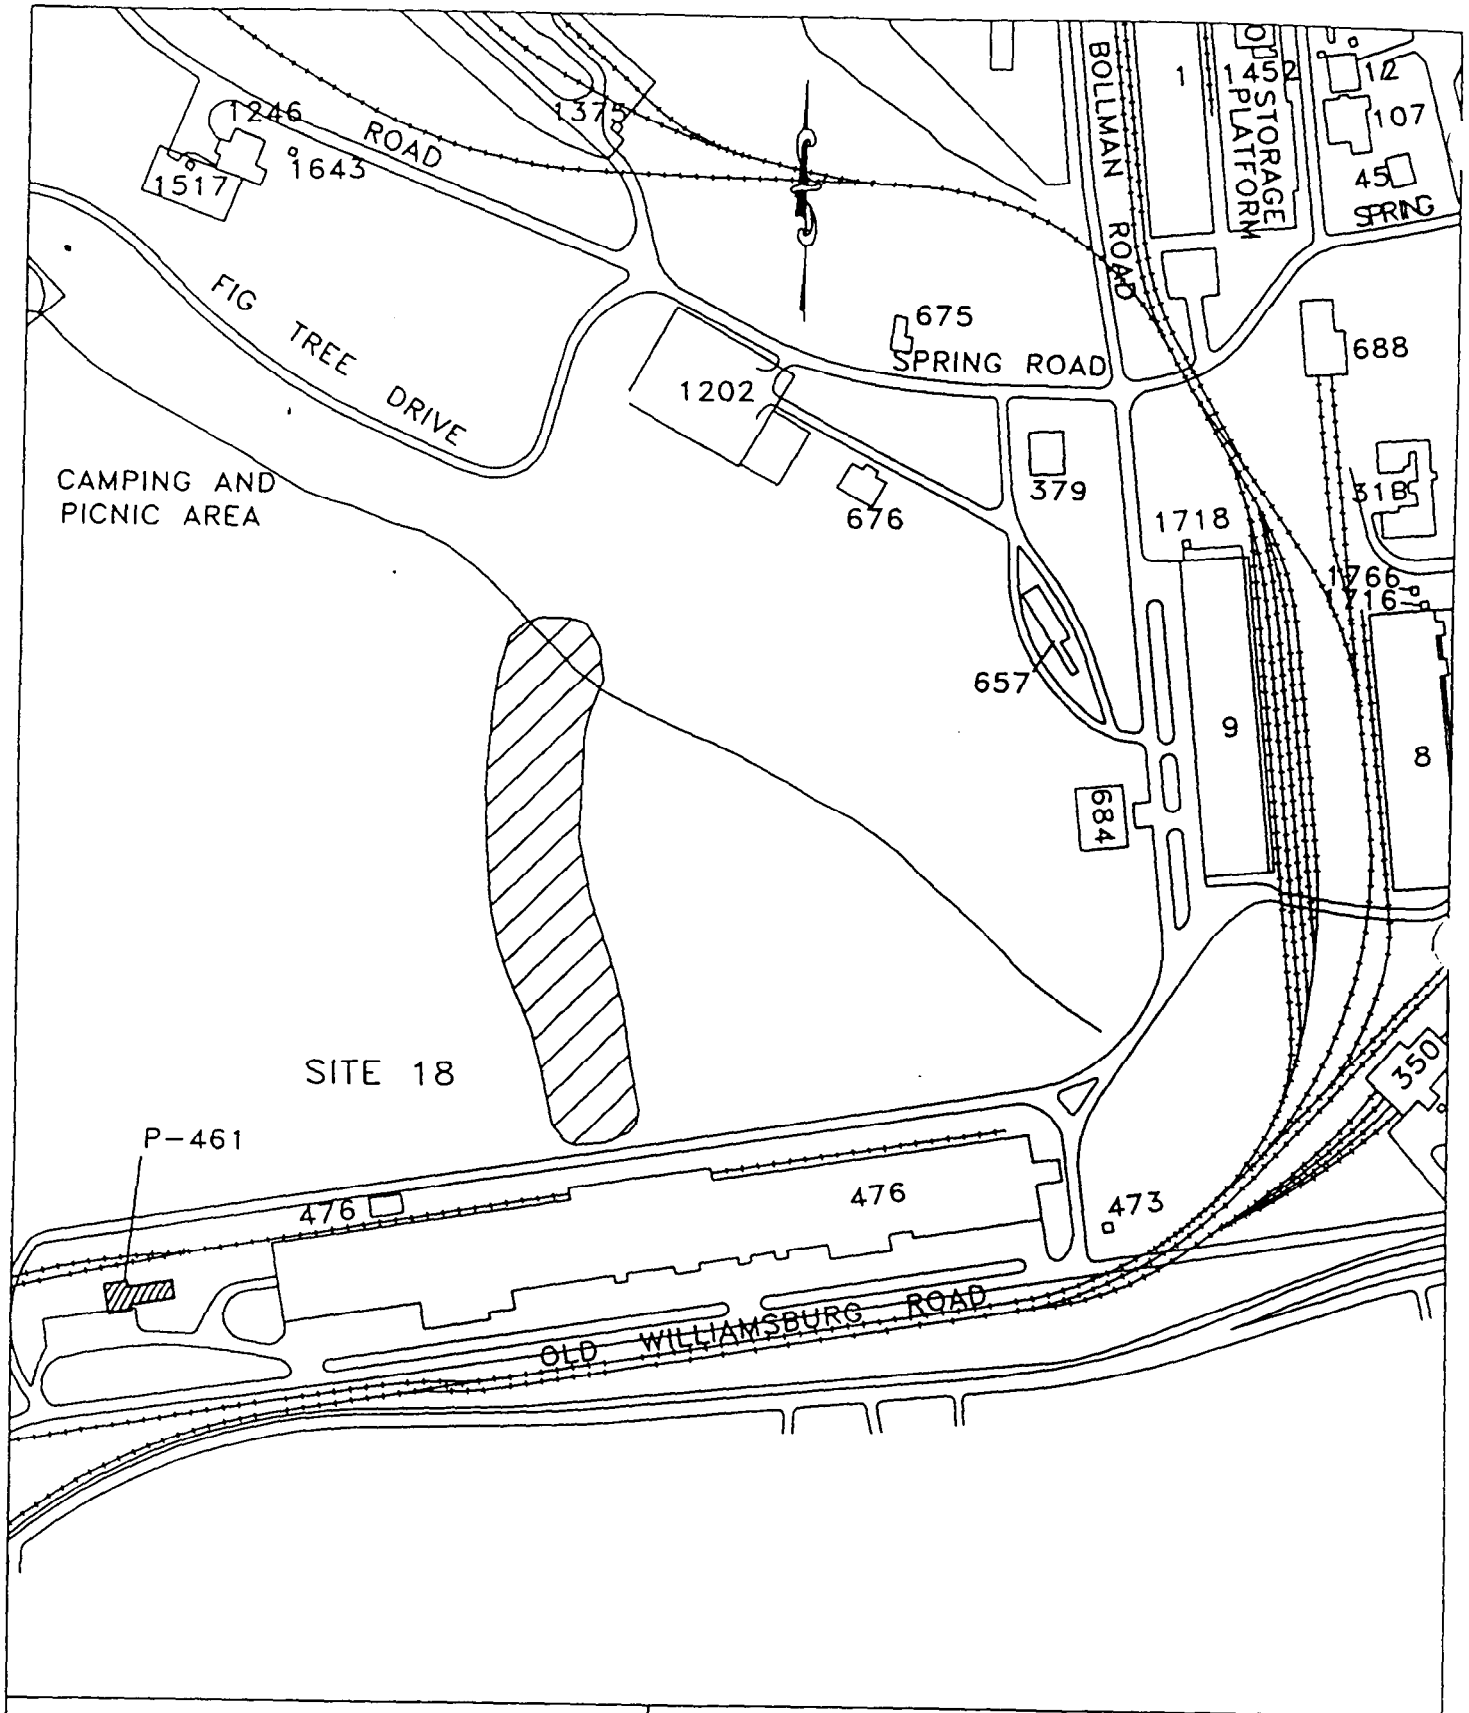 BOLLMAN ROAD
1
1452
STORAGE
PLATFORM
12
107
45
SPRING
1246
ROAD
1375
1643
1517
FIG TREE DRIVE
675
SPRING ROAD
688
1202
CAMPING AND
PICNIC AREA
676
379
318
1718
1766
1716
657
9
8
684
SITE 18
350
P-461
476
476
473
OLD WILLIAMSBURG ROAD